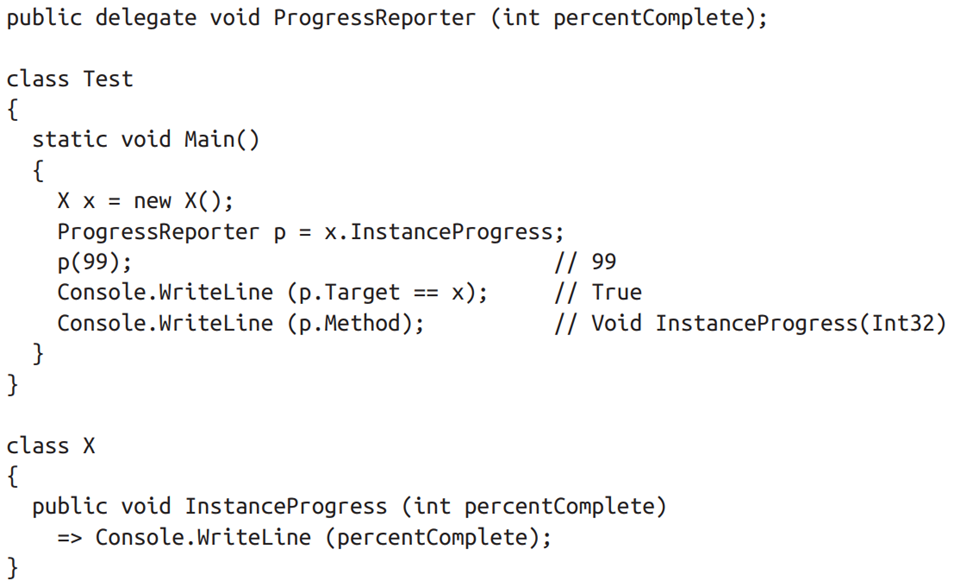 public delegate void ProgressReporter (int percentComplete);

class Test
{
  static void Main()
  {
    X x = new X();
    ProgressReporter p = x.InstanceProgress;
    p(99);                                  // 99
    Console.WriteLine (p.Target == x);      // True
    Console.WriteLine (p.Method);           // Void InstanceProgress(Int32)
  }
}

class X
{
  public void InstanceProgress (int percentComplete)
    => Console.WriteLine (percentComplete);
}